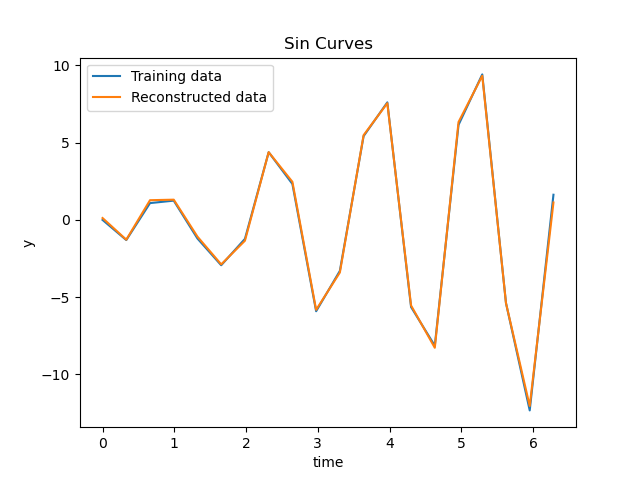 Sin Curves
Training data
Reconstructed data
10
5
0
−5
−10
y
0 1 2 3 4 5 6
time